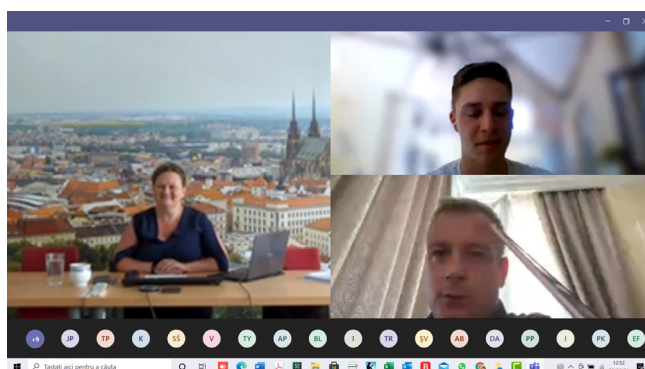 +9 JP TP K SŠ V TY AP BL I TR ŞV AB DA PP I PK EF
Tastați aici pentru a căuta
12:52